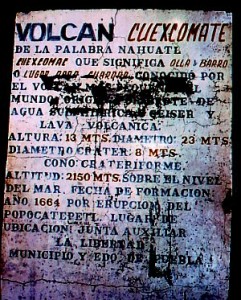 VOLCAN CUEXCOMATE
DE LA PALABRA NAHUATL
CUEXCOMAC QUE SIGNIFICA OLLA BARRO
O LUGAR PARA GUARDAR CONOCIDO POR
EL
MUNDO DE
AGUA GEISER Y
LAVA VOLCANICA.
ALTURA: 13 MTS. DIAMETRO: 23 MTS.
DIAMETRO CRATER: 8 MTS.
CONO CRATERIFORME
ALTITUD: 2150 MTS. SOBRE EL NIVEL
DEL MAR. FECHA DE FORMACION:
AÑO, 1664 POR ERUPCION DEL
POPOCATEPETL. LUGAR DE
UBICACION: JUNTA AUXILIAR
LA LIBERTAD
MUNICIPIO Y EDO. DE PUEBLA